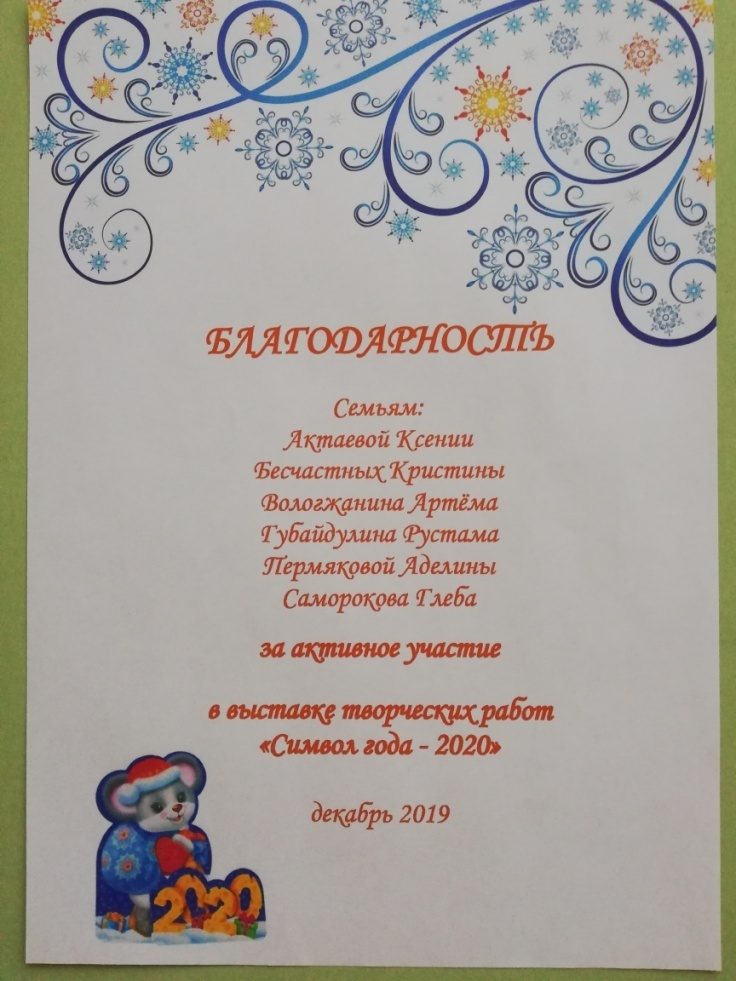 БЛАГОДАРНОСТЬ
Семьям:
Актаевой Ксении
Бесчастных Кристины
Вологжанина Артёма
Губайдулина Рустама
Пермяковой Аделины
Саморокова Глеба
за активное участие
в выставке творческих работ
«Символ года - 2020»
декабрь 2019
2020